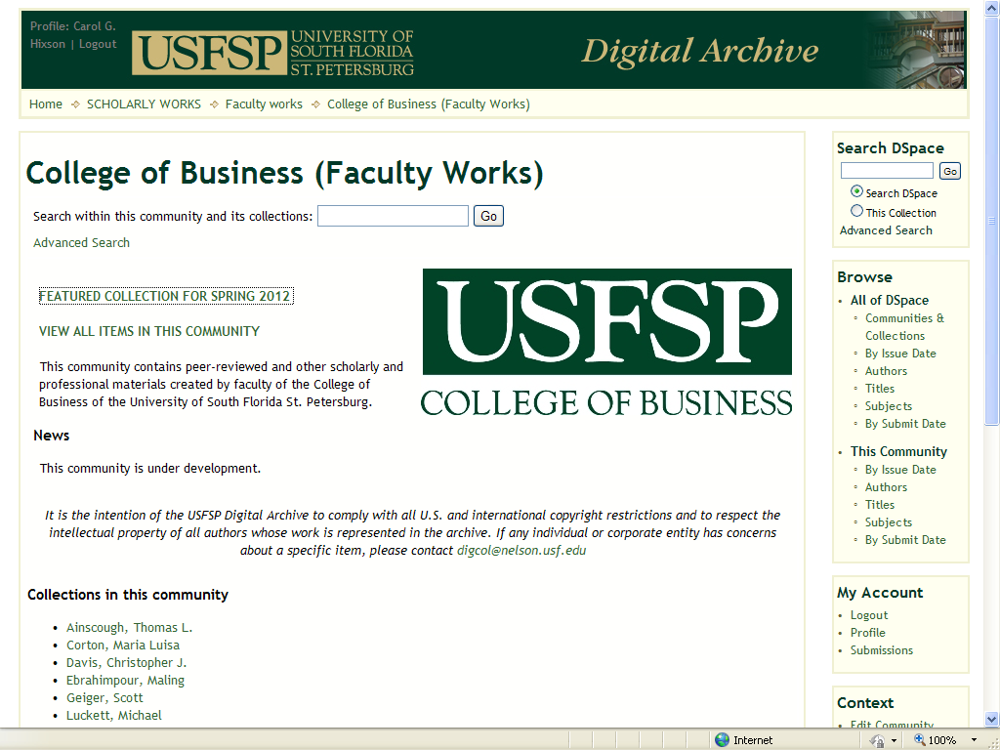 Profile: Carol G.
Hixson | Logout
USFSP UNIVERSITY OF
SOUTH FLORIDA
ST. PETERSBURG
Digital Archive
Home SCHOLARLY WORKS Faculty works College of Business (Faculty Works)
College of Business (Faculty Works)
Search within this community and its collections: Go
Advanced Search
FEATURED COLLECTION FOR SPRING 2012
VIEW ALL ITEMS IN THIS COMMUNITY
This community contains peer-reviewed and other scholarly and
professional materials created by faculty of the College of
Business of the University of South Florida St. Petersburg.
USFSP
COLLEGE OF BUSINESS
News
This community is under development.
It is the intention of the USFSP Digital Archive to comply with all U.S. and international copyright restrictions and to respect the
intellectual property of all authors whose work is represented in the archive. If any individual or corporate entity has concerns
about a specific item, please contact digcol@nelson.usf.edu
Collections in this community
• Ainscough, Thomas L.
• Corton, Maria Luisa
• Davis, Christopher J.
• Ebrahimpour, Maling
• Geiger, Scott
• Luckett, Michael
Search DSpace
Go
Search DSpace
This Collection
Advanced Search
Browse
• All of DSpace
Communities &
Collections
By Issue Date
Authors
Titles
Subjects
By Submit Date
• This Community
By Issue Date
Authors
Titles
Subjects
By Submit Date
My Account
• Logout
• Profile
• Submissions
Context
• Edit Community
Internet
100%